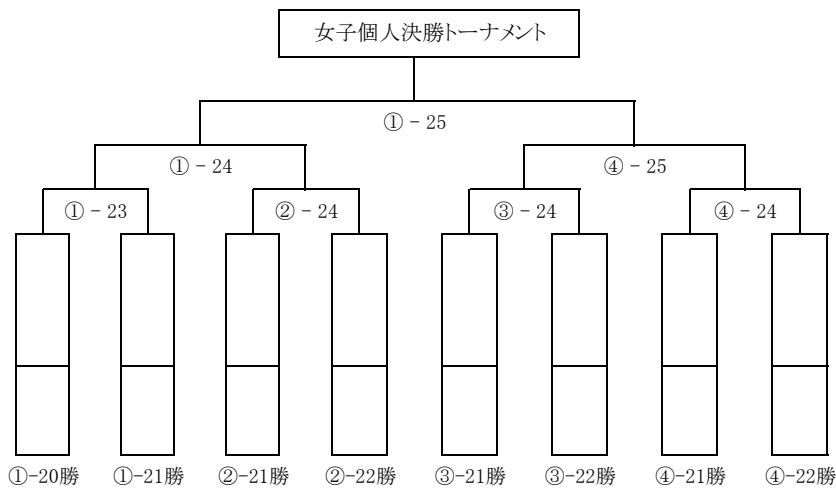 女子個人決勝トーナメント
①－25
①－24
④－25
①－23
②－24
③－24
④－24
①-20勝
①-21勝
②-21勝
②-22勝
③-21勝
③-22勝
④-21勝
④-22勝